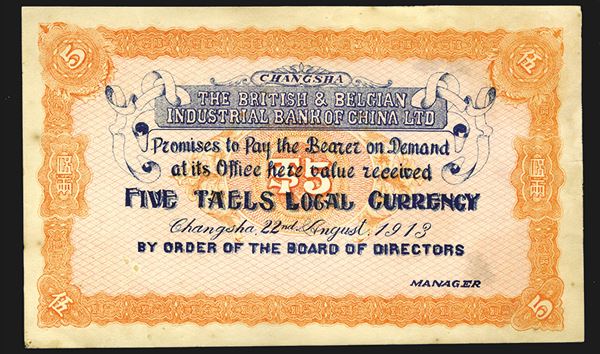 5
伍
CHANGSHA
THE BRITISH & BELGIAN
INDUSTRIAL BANK OF CHINA LTD
Promises to Pay the Bearer on Demand
at its Office here value received
$5
FIVE TAELS LOCAL CURRENCY
Changsha, 22nd. August, 1913
BY ORDER OF THE BOARD OF DIRECTORS
MANAGER
伍
5